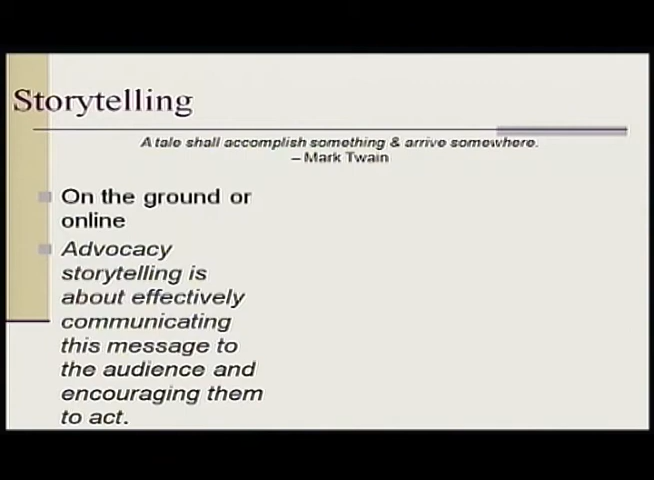 Storytelling
A tale shall accomplish something & arrive somewhere.
– Mark Twain
On the ground or
online
Advocacy
storytelling is
about effectively
communicating
this message to
the audience and
encouraging them
to act.